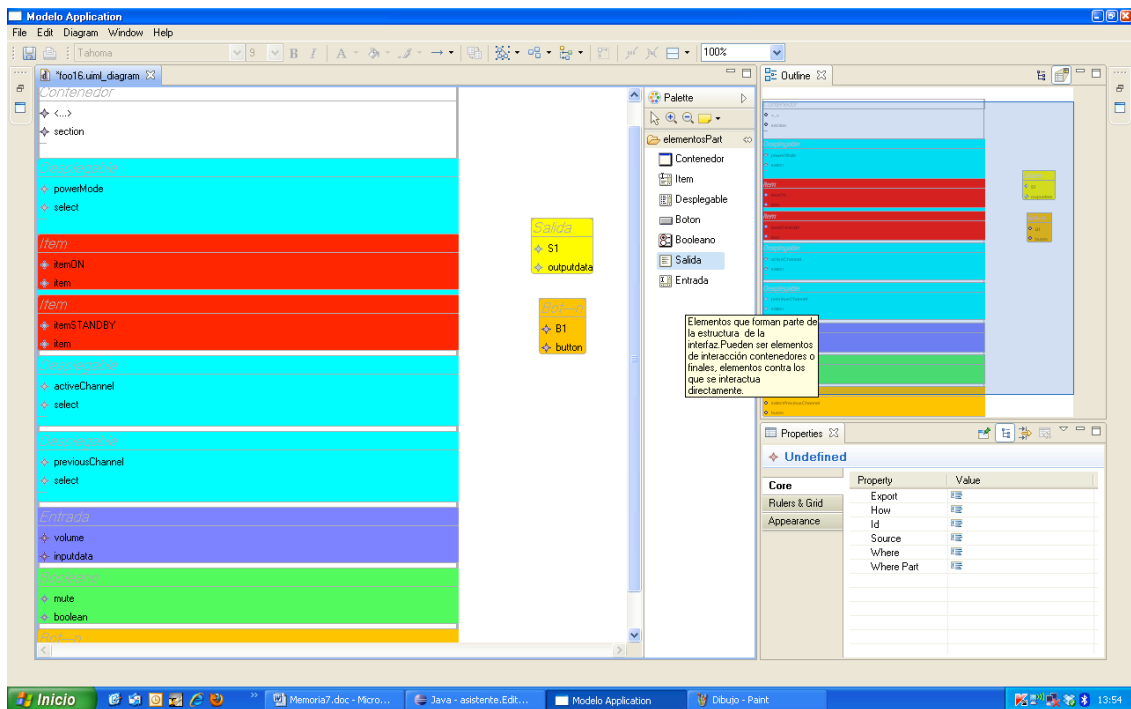 Modelo Application
File Edit Diagram Window Help
Tahoma 9 B I A 100%
*foo16.uiml_diagram
Contenedor
<...>
section
Desplegable
powerMode
select
Item
itemON
item
Item
itemSTANDBY
item
Desplegable
activeChannel
select
Desplegable
previousChannel
select
Entrada
volume
inputdata
Booleano
mute
boolean
Bot—n
Salida
S1
outputdata
Bot—n
B1
button
Palette
elementosPart
Contenedor
Item
Desplegable
Boton
Booleano
Salida
Entrada
Elementos que forman parte de
la estructura de la
interfaz.Pueden ser elementos
de interacción contenedores o
finales, elementos contra los
que se interactua
directamente.
Outline
Properties
Undefined
Core
Rulers & Grid
Appearance
Property Value
Export
How
Id
Source
Where
Where Part
Inicio
Memoria7.doc - Micro...
Java - asistente.Edit...
Modelo Application
Dibujo - Paint
13:54